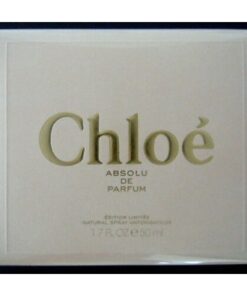 Chloé
ABSOLU
DE
PARFUM
ÉDITION LIMITÉE
NATURAL SPRAY VAPORISATEUR
1.7 FL.OZ ℮ 50 ml